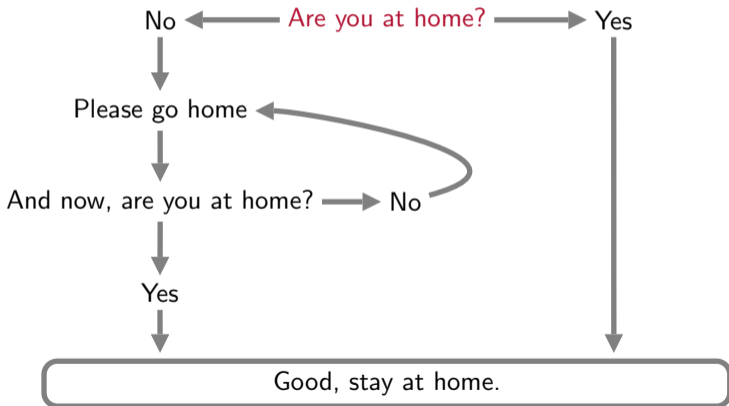 No Are you at home? Yes
Please go home
And now, are you at home? No
Yes
Good, stay at home.